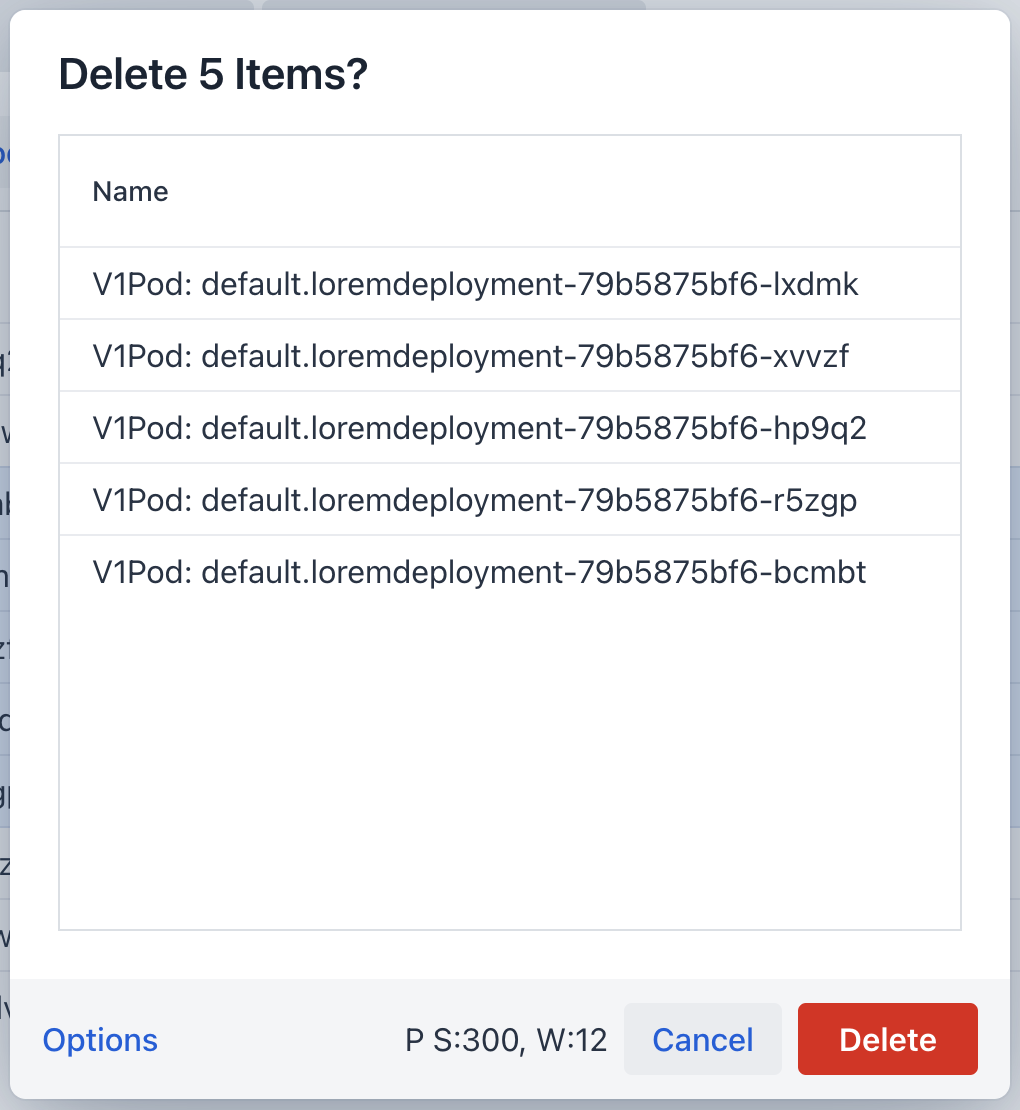 Delete 5 Items?
Name
V1Pod: default.loremdeployment-79b5875bf6-lxdmk
V1Pod: default.loremdeployment-79b5875bf6-xvvzf
V1Pod: default.loremdeployment-79b5875bf6-hp9q2
V1Pod: default.loremdeployment-79b5875bf6-r5zgp
V1Pod: default.loremdeployment-79b5875bf6-bcmbt
Options P S:300, W:12 Cancel Delete